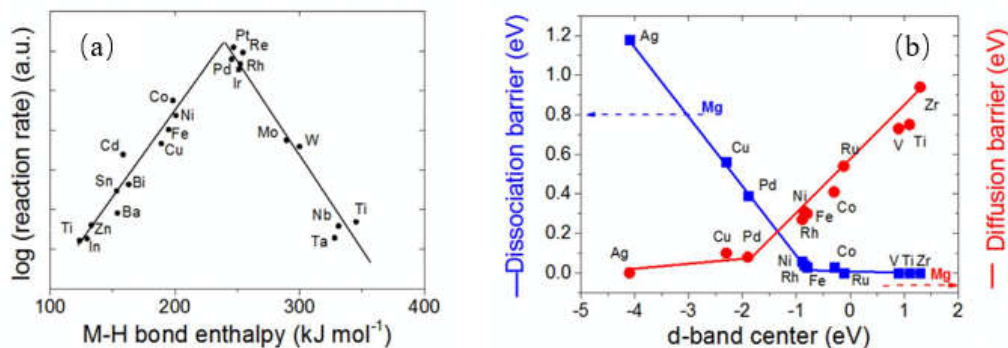 (a)
log (reaction rate) (a.u.)
Pt
Re
Pd
Rh
Ir
Co
Ni
Fe
Cu
Cd
Mo
W
Sn
Bi
Ba
Ti
Zn
In
Nb
Ti
Ta
100
200
300
400
M-H bond enthalpy (kJ mol⁻¹)
(b)
Dissociation barrier (eV)
1.2
1.0
0.8
0.6
0.4
0.2
0.0
Ag
Mg
Zr
Cu
Ru
V
Ti
Pd
Ni
Fe
Co
Rh
Ag
Cu
Pd
Ni
Co
V Ti Zr
Rh
Fe
Ru
Mg
-5
-4
-3
-2
-1
0
1
2
d-band center (eV)
Diffusion barrier (eV)